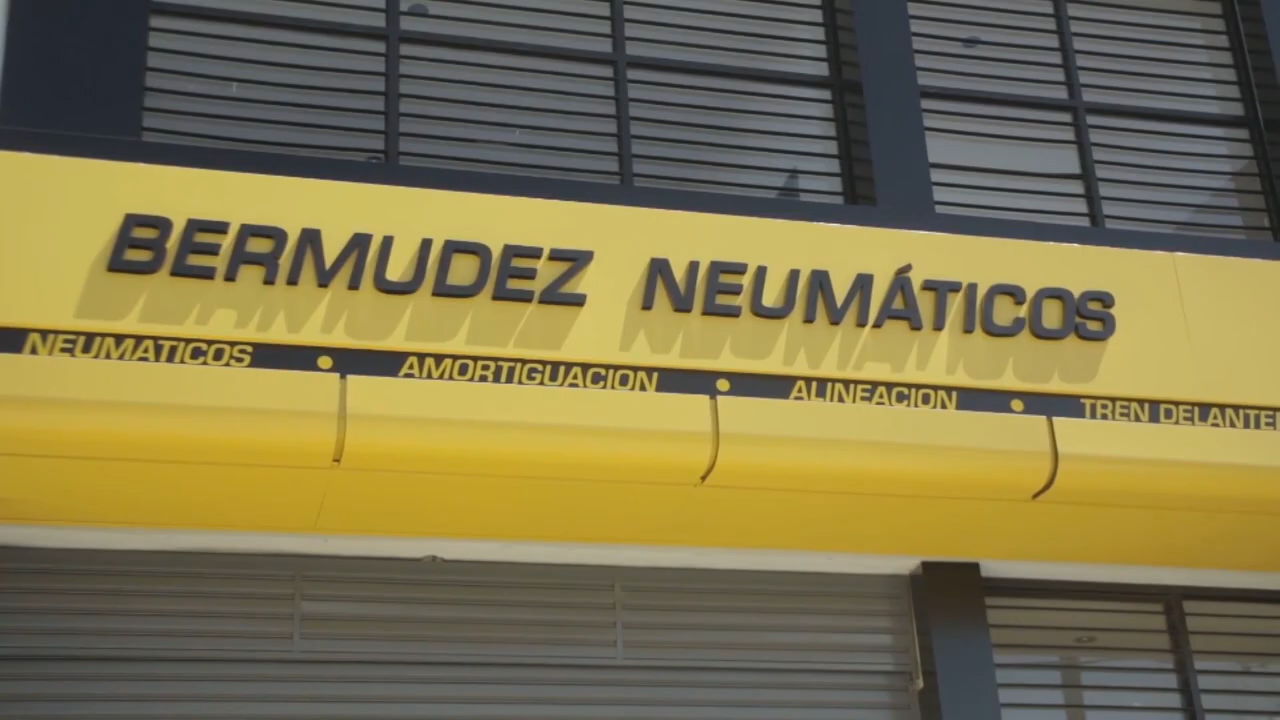 BERMUDEZ NEUMÁTICOS
NEUMATICOS • AMORTIGUACION • ALINEACION • TREN